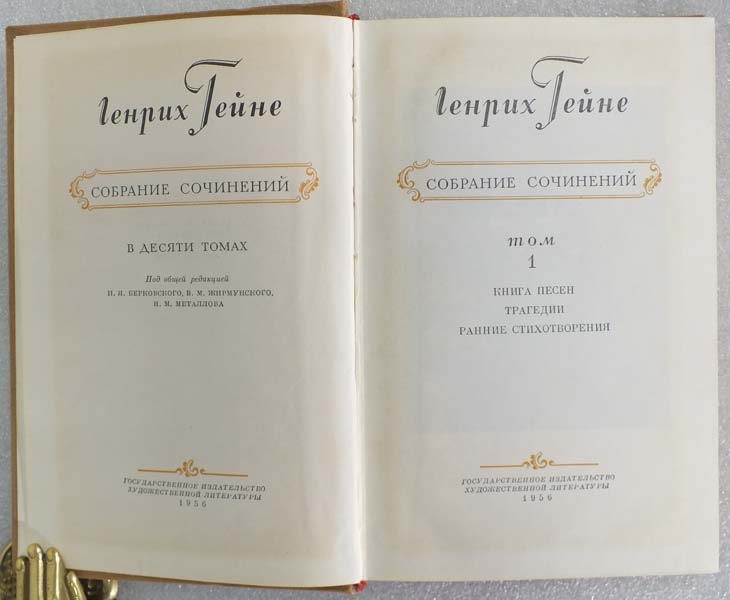 Генрих Гейне
СОБРАНИЕ СОЧИНЕНИЙ
В ДЕСЯТИ ТОМАХ
Под общей редакцией
Н. Я. БЕРКОВСКОГО, В. М. ЖИРМУНСКОГО,
Я. М. МЕТАЛЛОВА
ГОСУДАРСТВЕННОЕ ИЗДАТЕЛЬСТВО
ХУДОЖЕСТВЕННОЙ ЛИТЕРАТУРЫ
1956
Генрих Гейне
СОБРАНИЕ СОЧИНЕНИЙ
том
1
КНИГА ПЕСЕН
ТРАГЕДИИ
РАННИЕ СТИХОТВОРЕНИЯ
ГОСУДАРСТВЕННОЕ ИЗДАТЕЛЬСТВО
ХУДОЖЕСТВЕННОЙ ЛИТЕРАТУРЫ
1956